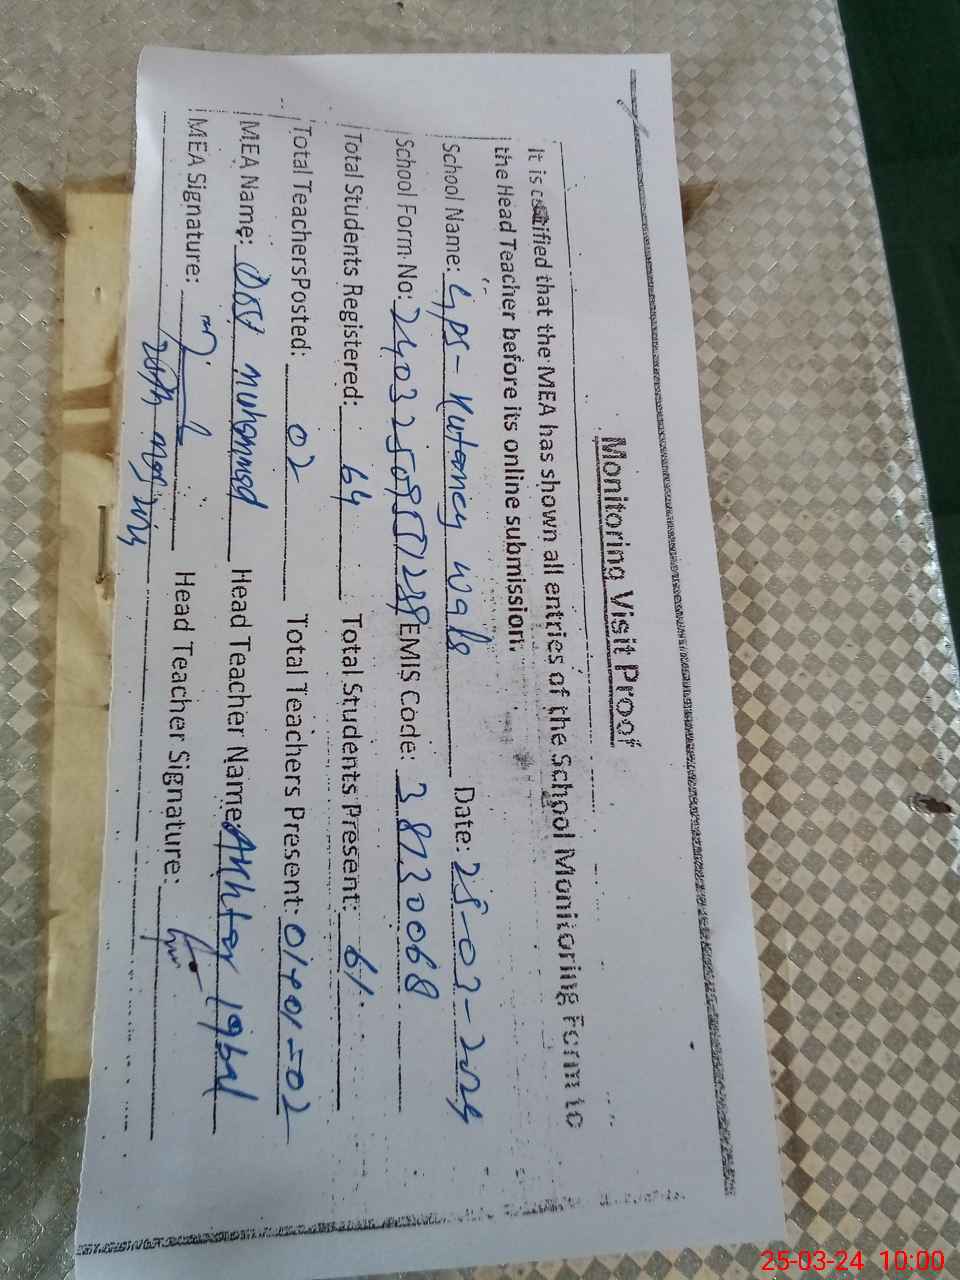 Monitoring Visit Proof
It is certified that the MEA has shown all entries of the School Monitoring Form to
the Head Teacher before its online submission.
School Name: GPS - Date: 25-03-2024
School Form No: EMIS Code: 38130068
Total Students Registered: 64 Total Students Present: 61
Total TeachersPosted: 02 Total Teachers Present: 01+01=02
MEA Name: Muhammad Head Teacher Name: Akhtar Iqbal
MEA Signature: Head Teacher Signature:
25-03-24 10:00